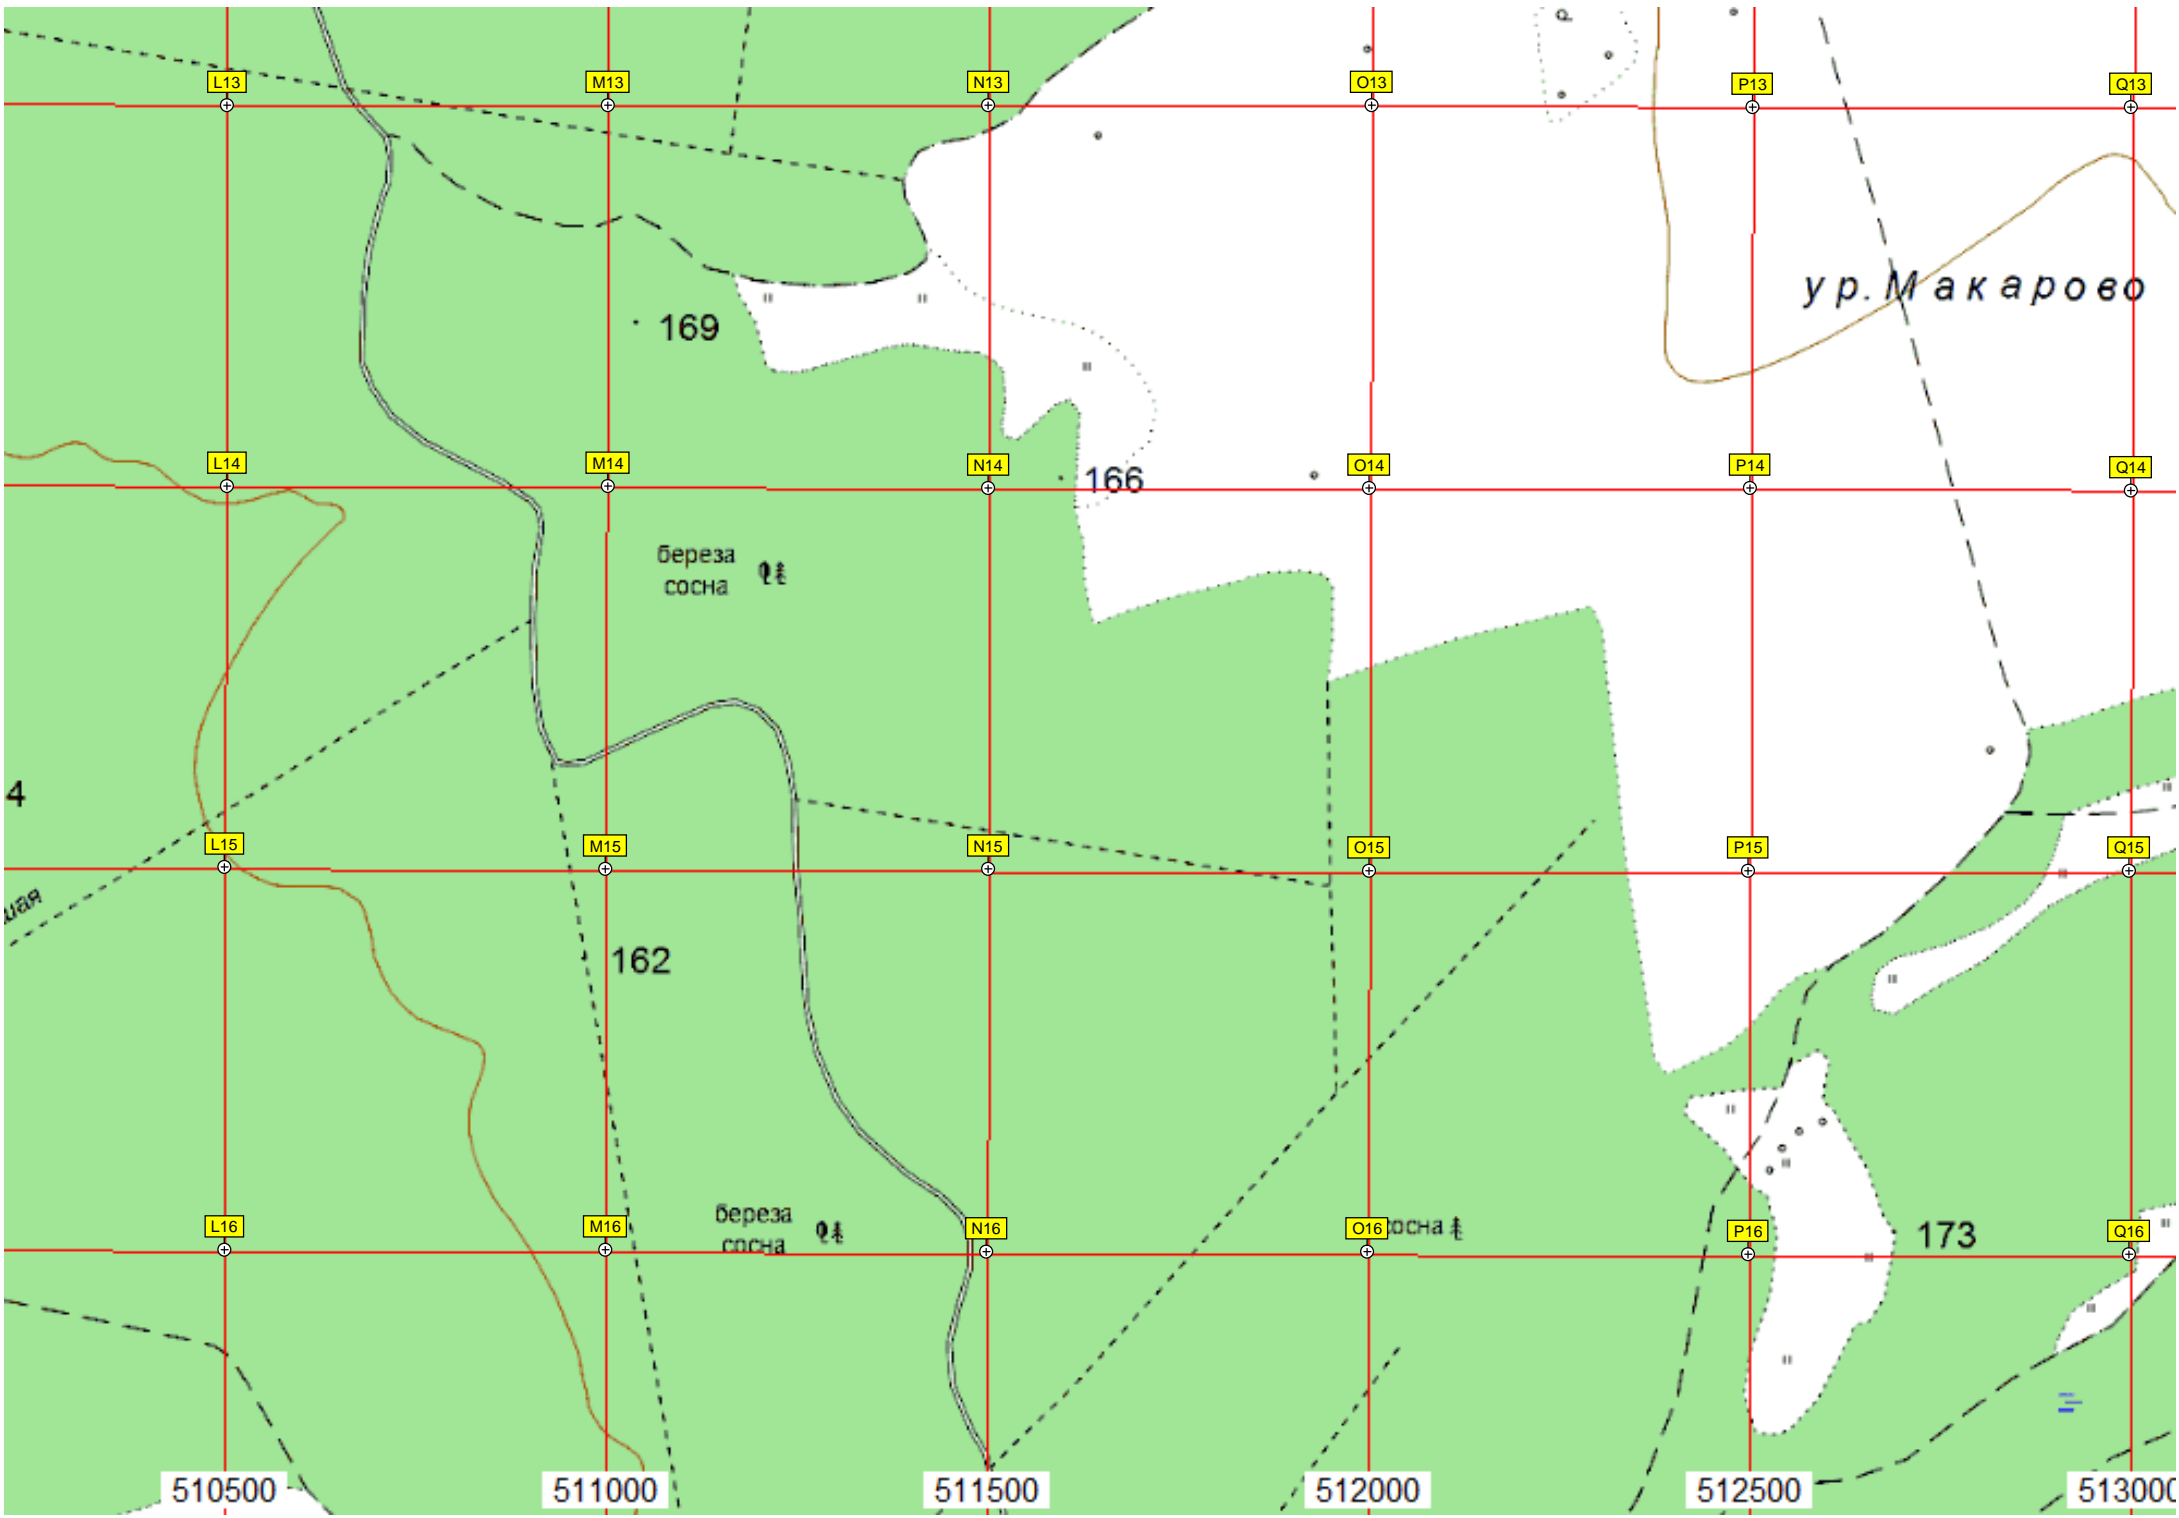 L13 M13 N13 O13 P13 Q13
ур. Макарово
169
L14 M14 N14 O14 P14 Q14
166
береза
сосна
4
L15 M15 N15 O15 P15 Q15
шая
162
береза
сосна
L16 M16 N16 O16 сосна P16 173 Q16
510500 511000 511500 512000 512500 513000